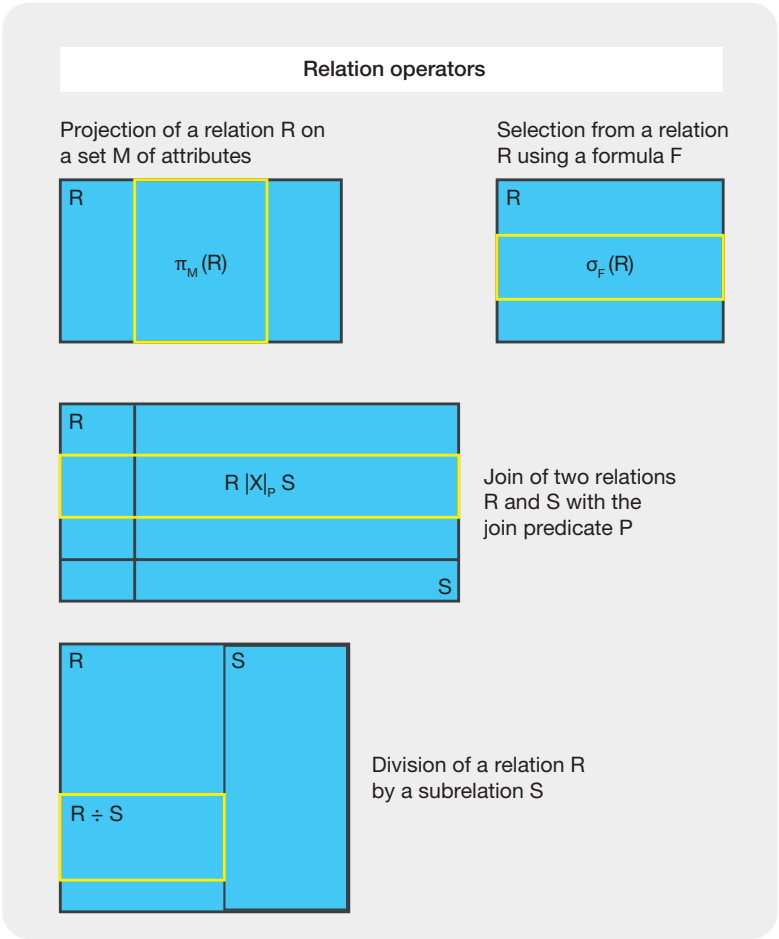 Relation operators
Projection of a relation R on
a set M of attributes
R
π_M (R)
Selection from a relation
R using a formula F
R
σ_F (R)
R
R |X|_P S
S
Join of two relations
R and S with the
join predicate P
R
S
R ÷ S
Division of a relation R
by a subrelation S